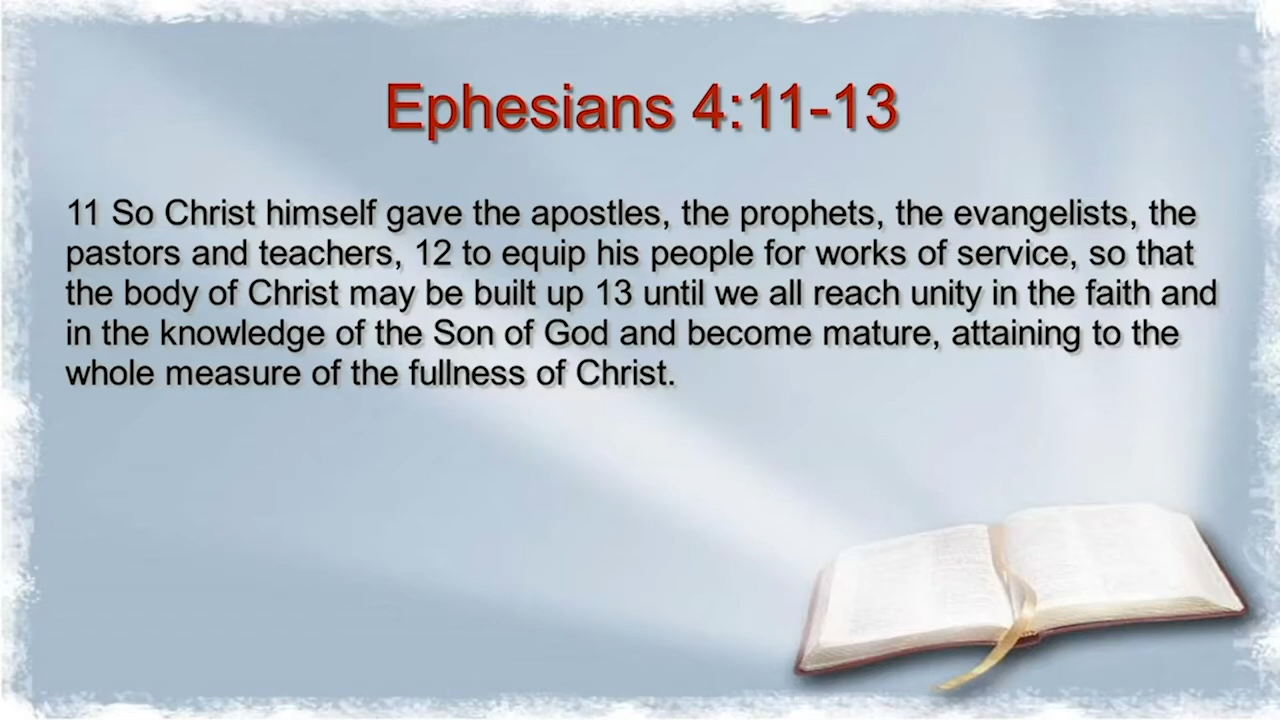 Ephesians 4:11-13
11 So Christ himself gave the apostles, the prophets, the evangelists, the
pastors and teachers, 12 to equip his people for works of service, so that
the body of Christ may be built up 13 until we all reach unity in the faith and
in the knowledge of the Son of God and become mature, attaining to the
whole measure of the fullness of Christ.